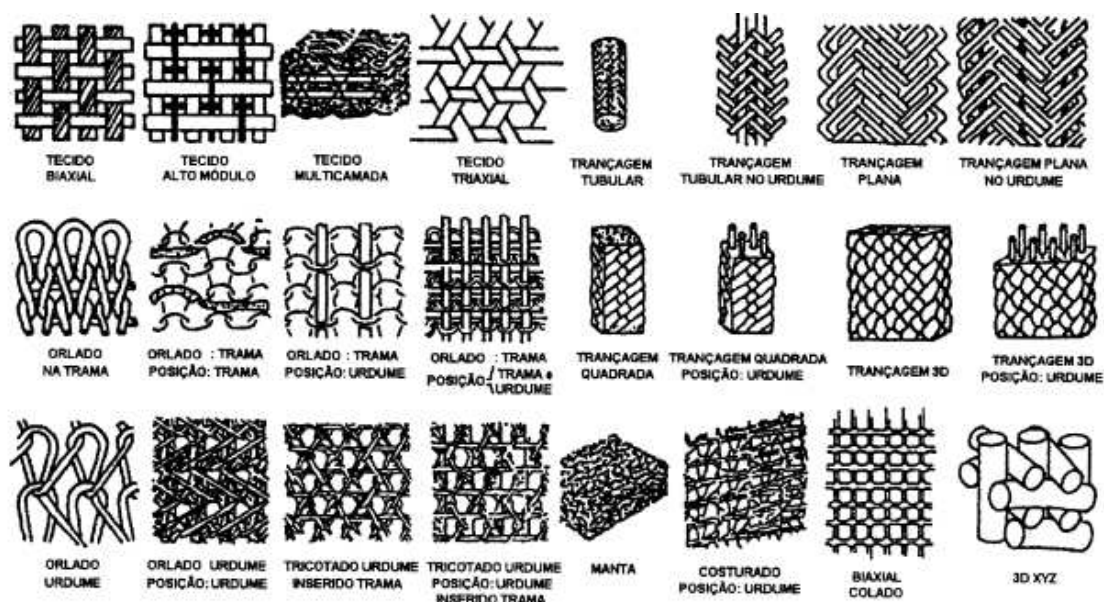 TECIDO
BIAXIAL
TECIDO
ALTO MÓDULO
TECIDO
MULTICAMADA
TECIDO
TRIAXIAL
TRANÇAGEM
TUBULAR
TRANÇAGEM
TUBULAR NO URDUME
TRANÇAGEM
PLANA
TRANÇAGEM PLANA
NO URDUME
ORLADO
NA TRAMA
ORLADO : TRAMA
POSIÇÃO: TRAMA
ORLADO : TRAMA
POSIÇÃO: URDUME
ORLADO : TRAMA
POSIÇÃO: / TRAMA e
\ URDUME
TRANÇAGEM
QUADRADA
TRANÇAGEM QUADRADA
POSIÇÃO: URDUME
TRANÇAGEM 3D
TRANÇAGEM 3D
POSIÇÃO: URDUME
ORLADO
URDUME
ORLADO URDUME
POSIÇÃO: URDUME
TRICOTADO URDUME
INSERIDO TRAMA
TRICOTADO URDUME
POSIÇÃO: URDUME
INSERIDO TRAMA
MANTA
COSTURADO
POSIÇÃO: URDUME
BIAXIAL
COLADO
3D XYZ